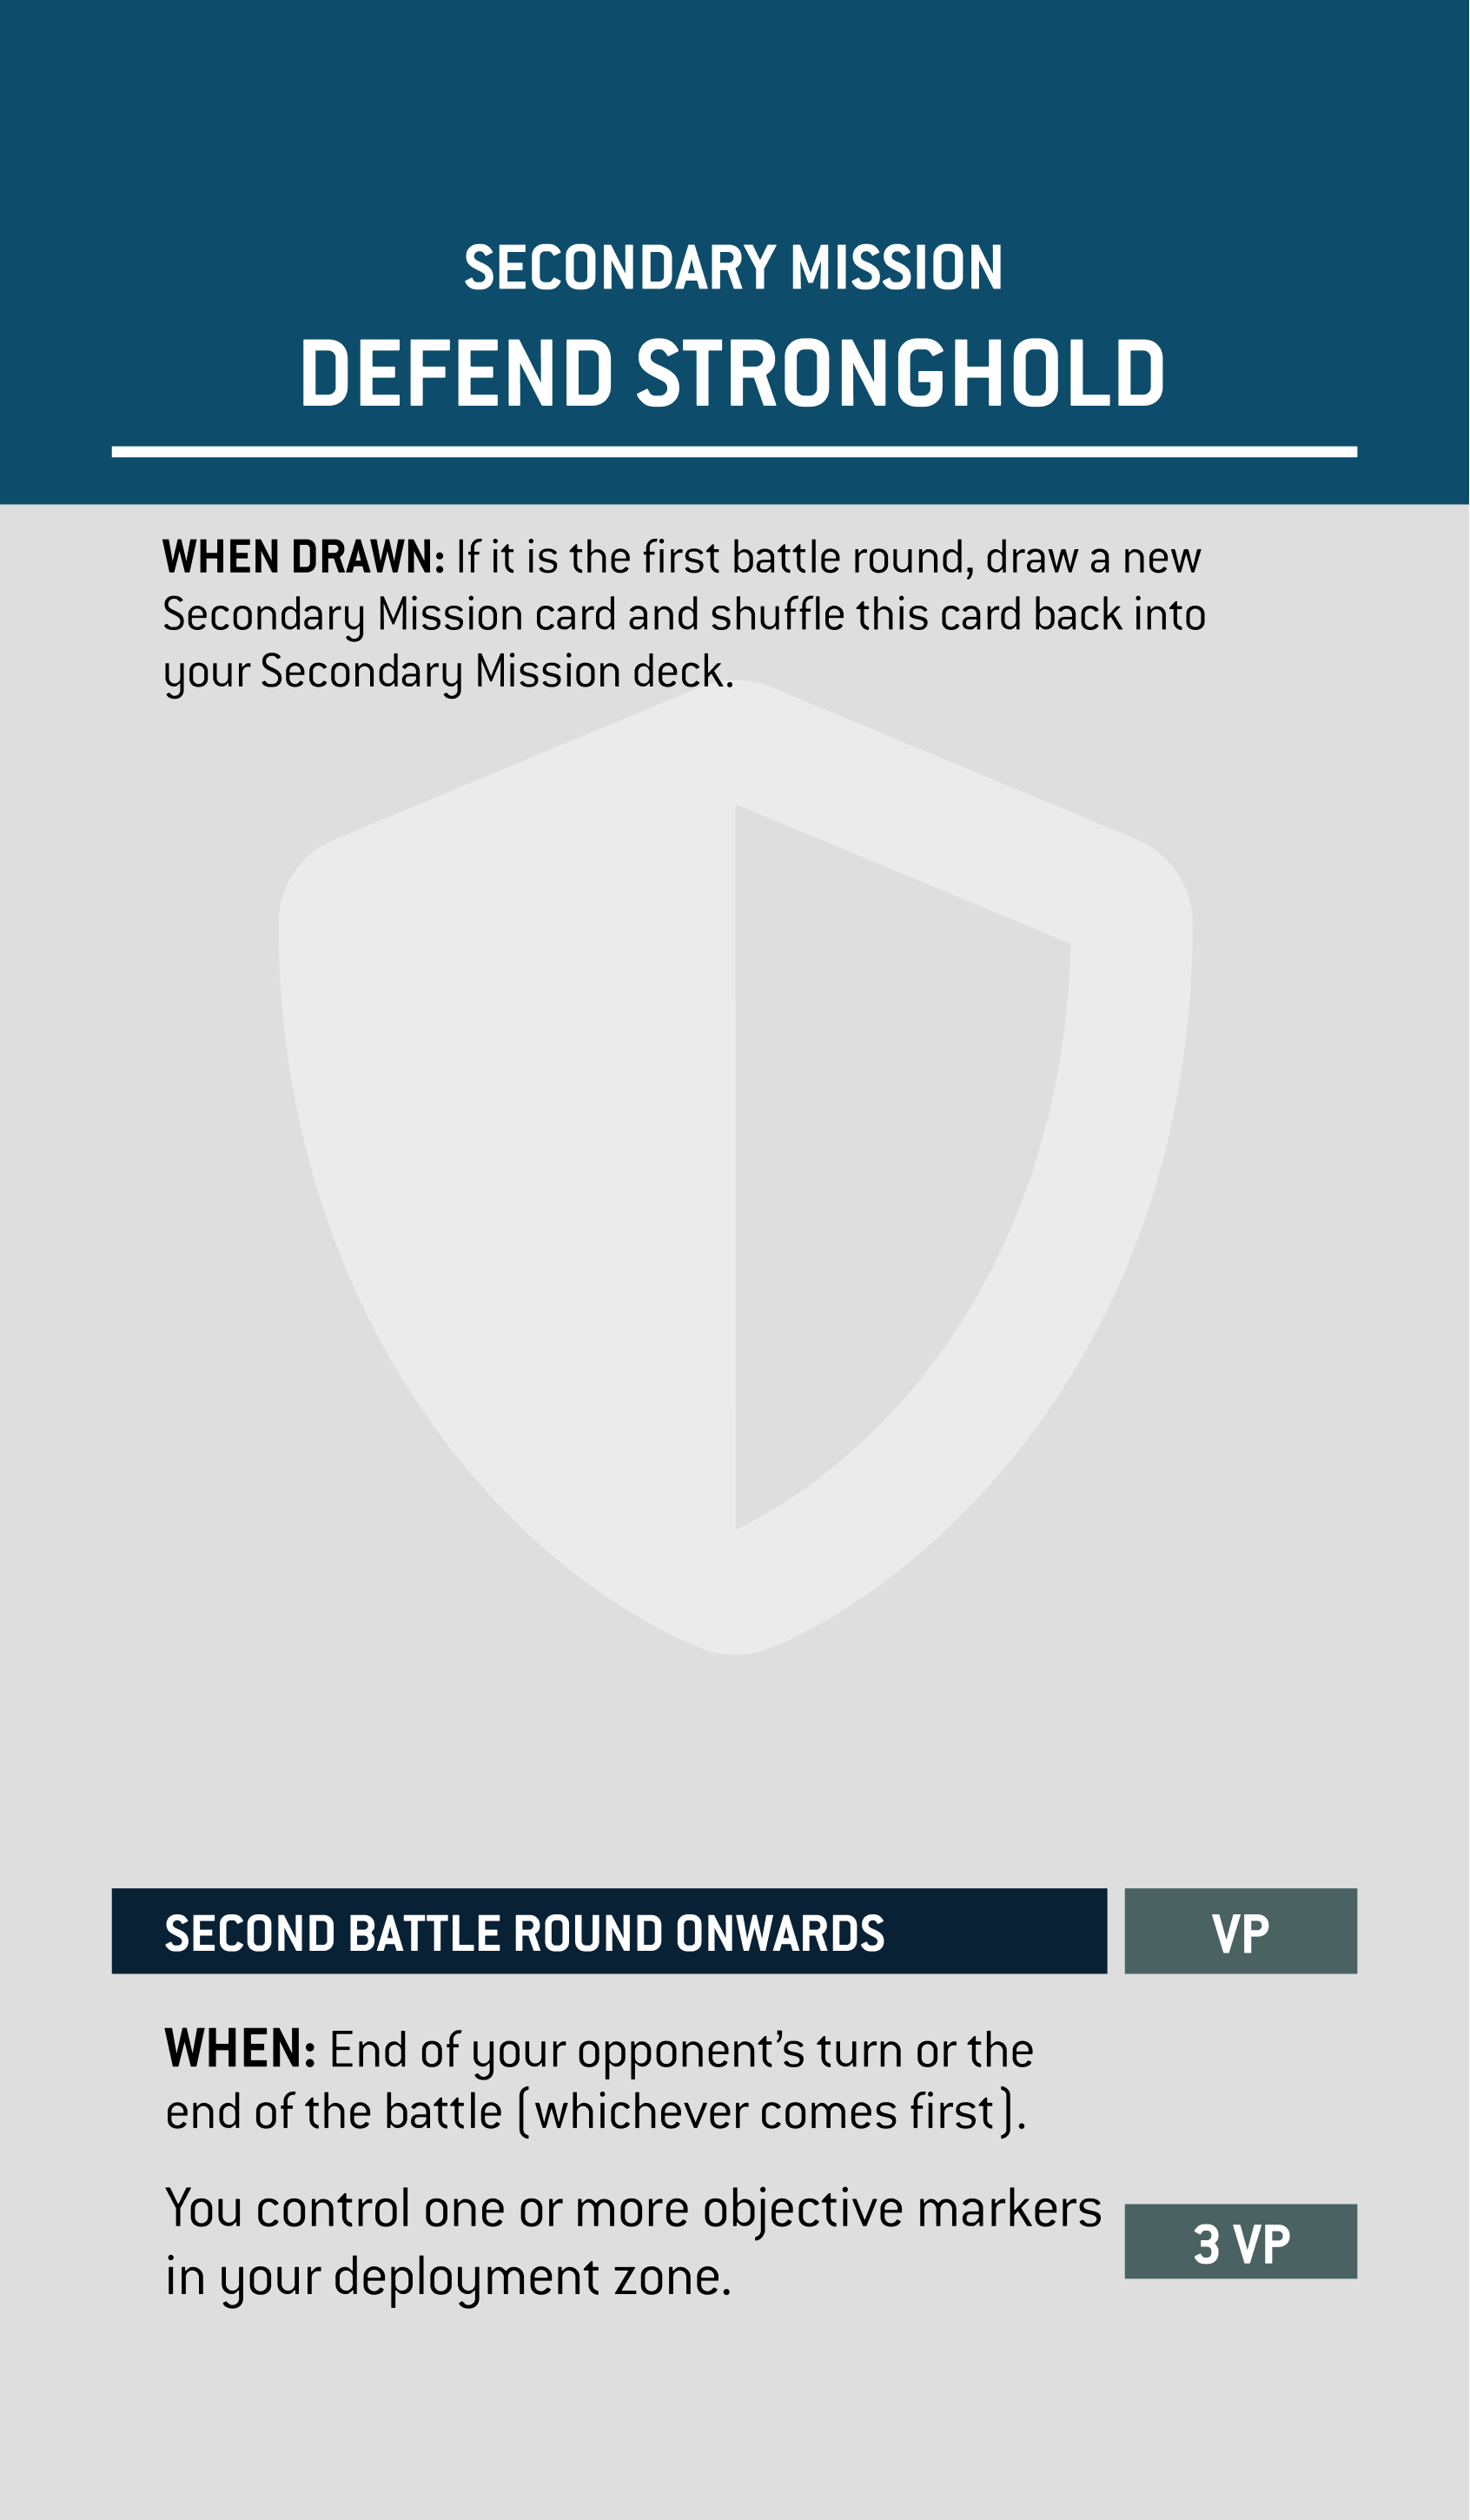 SECONDARY MISSION
DEFEND STRONGHOLD
WHEN DRAWN: If it is the first battle round, draw a new
Secondary Mission card and shuffle this card back into
your Secondary Mission deck.
SECOND BATTLE ROUND ONWARDS
VP
WHEN: End of your opponent’s turn or the
end of the battle (whichever comes first).
You control one or more objective markers
in your deployment zone.
3 VP